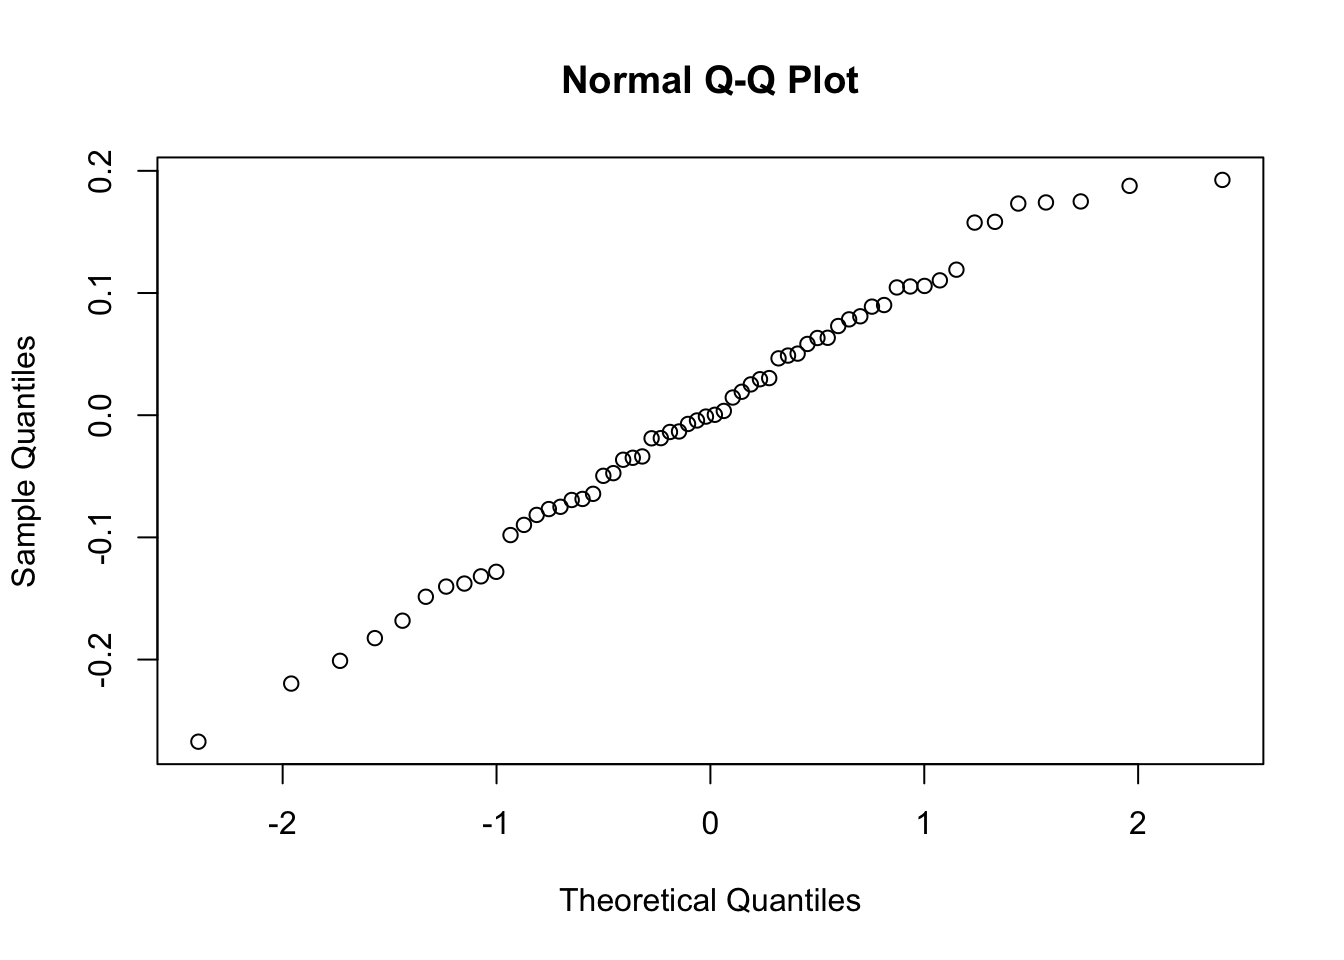 Normal Q-Q Plot
Sample Quantiles
0.2
0.1
0.0
-0.1
-0.2
-2 -1 0 1 2
Theoretical Quantiles